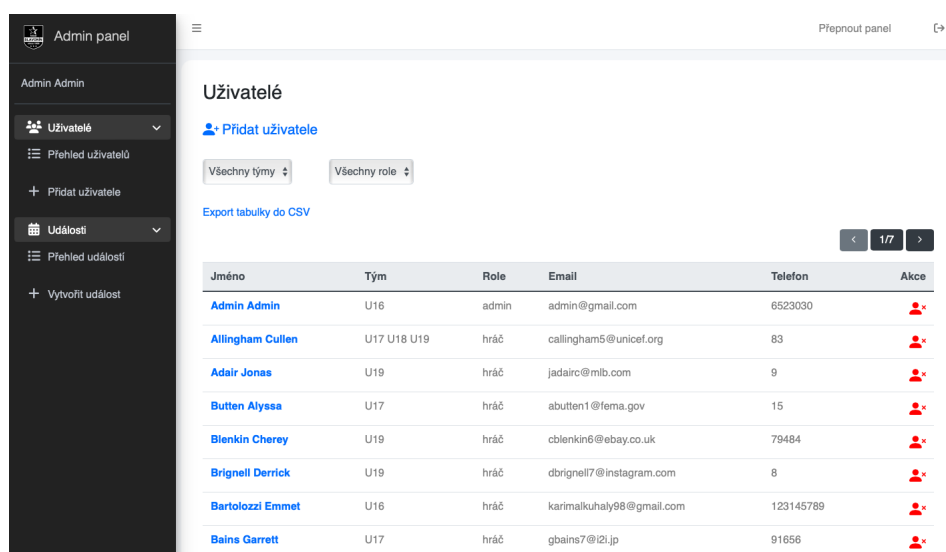 Admin panel
Přepnout panel
Admin Admin
Uživatelé
Přehled uživatelů
Přidat uživatele
Události
Přehled událostí
Vytvořit událost
Uživatelé
Přidat uživatele
Všechny týmy
Všechny role
Export tabulky do CSV
< 1/7 >
Jméno Tým Role Email Telefon Akce
Admin Admin U16 admin admin@gmail.com 6523030
Allingham Cullen U17 U18 U19 hráč callingham5@unicef.org 83
Adair Jonas U19 hráč jadairc@mlb.com 9
Butten Alyssa U17 hráč abutten1@fema.gov 15
Blenkin Cherey U19 hráč cblenkin6@ebay.co.uk 79484
Brignell Derrick U19 hráč dbrignell7@instagram.com 8
Bartolozzi Emmet U16 hráč karimalkuhaly98@gmail.com 123145789
Bains Garrett U17 hráč gbains7@i2i.jp 91656